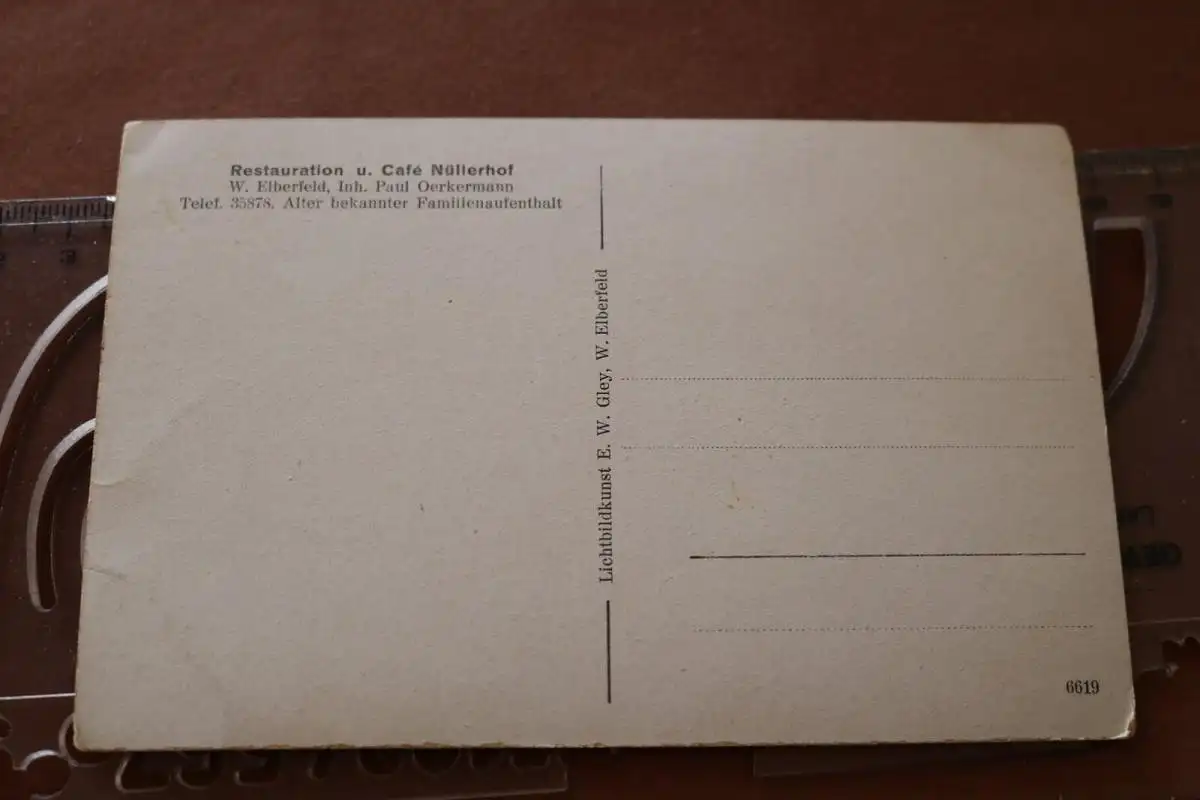 Restauration u. Café Nüllerhof
W. Elberfeld, Inh. Paul Oerkermann
Telef. 35878. Alter bekannter Familienaufenthalt
Lichtbildkunst E. W. Gley, W. Elberfeld
6619